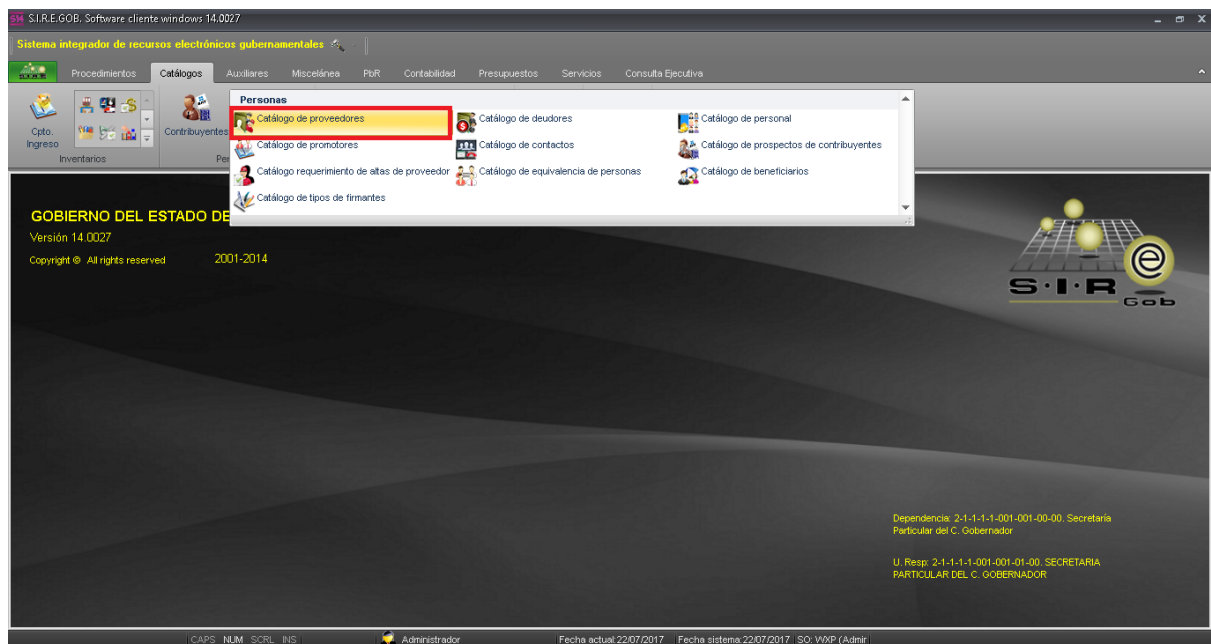 S14 S.I.R.E.GOB. Software cliente windows 14.0027
Sistema integrador de recursos electrónicos gubernamentales
Procedimientos Catálogos Auxiliares Miscelánea PbR Contabilidad Presupuestos Servicios Consulta Ejecutiva
Cpto. Ingreso
Contribuyentes
Inventarios
Per
Personas
Catálogo de proveedores Catálogo de deudores Catálogo de personal
Catálogo de promotores Catálogo de contactos Catálogo de prospectos de contribuyentes
Catálogo requerimiento de altas de proveedor Catálogo de equivalencia de personas Catálogo de beneficiarios
Catálogo de tipos de firmantes
GOBIERNO DEL ESTADO DE
Versión 14.0027
Copyright © All rights reserved 2001-2014
e
S·I·R
Gob
Dependencia: 2-1-1-1-1-001-001-00-00. Secretaría
Particular del C. Gobernador
U. Resp: 2-1-1-1-1-001-001-01-00. SECRETARIA
PARTICULAR DEL C. GOBERNADOR
CAPS NUM SCRL INS Administrador Fecha actual:22/07/2017 Fecha sistema:22/07/2017 SO: WXP (Admir